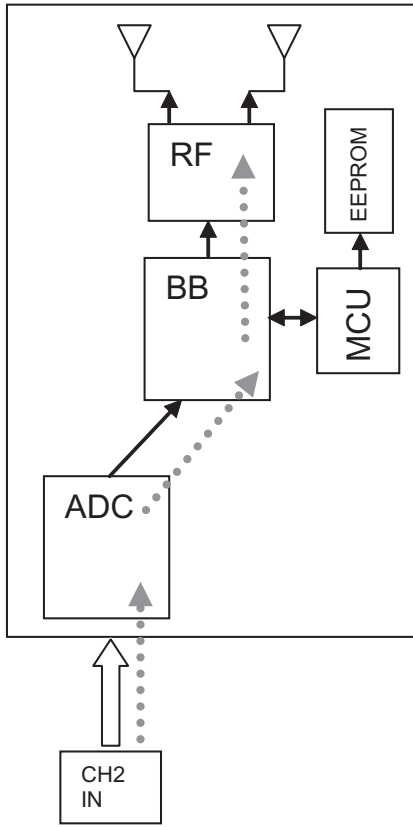 RF
EEPROM
BB
MCU
ADC
CH2
IN